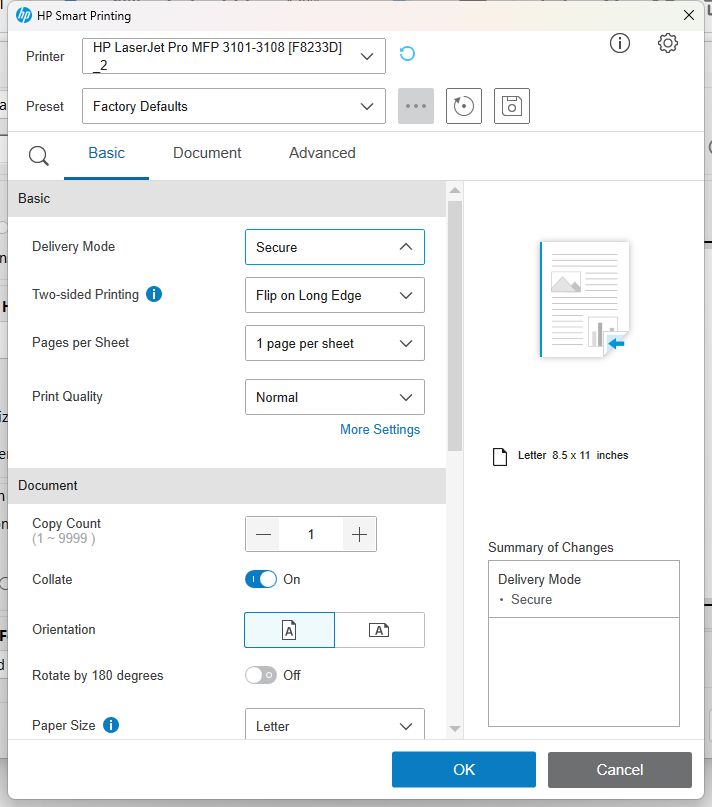 HP Smart Printing
Printer
HP LaserJet Pro MFP 3101-3108 [F8233D]
_2
Preset
Factory Defaults
Basic Document Advanced
Basic
Delivery Mode
Secure
Two-sided Printing
Flip on Long Edge
Pages per Sheet
1 page per sheet
Print Quality
Normal
More Settings
Document
Copy Count
(1 ~ 9999 )
1
Collate
On
Orientation
A A
Rotate by 180 degrees
Off
Paper Size
Letter
Letter 8.5 x 11 inches
Summary of Changes
Delivery Mode
• Secure
OK
Cancel